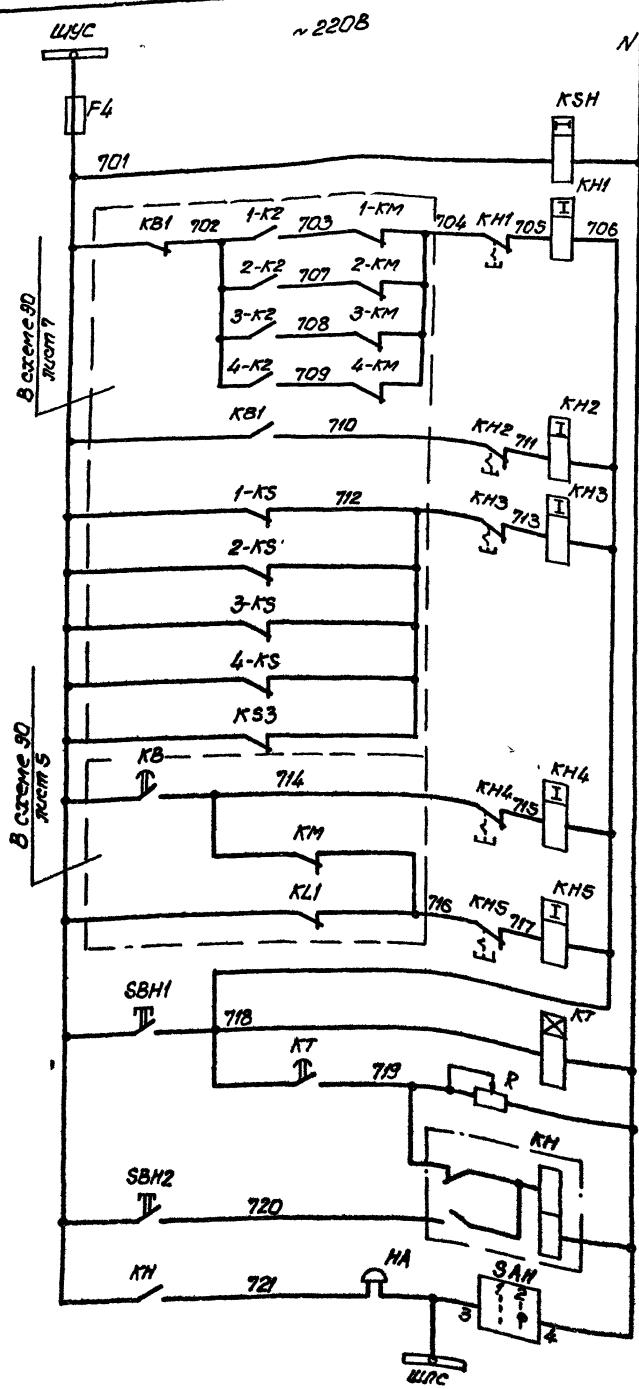 ШУС
~220В
N
F4
KSH
701
KH1
KB1
702
1-K2
703
1-KM
704
KH1
705
706
2-K2
707
2-KM
3-K2
708
3-KM
4-K2
709
4-KM
В схеме 90
лист 7
KB1
710
KH2
711
KH2
1-KS
712
KH3
713
KH3
2-KS
3-KS
4-KS
KS3
В схеме 90
лист 5
KB
714
KH4
715
KH4
KM
KL1
716
KH5
717
KH5
SBH1
718
KT
KT
719
R
KH
SBH2
720
KH
721
HA
SAH
1 2
3
4
ШПС